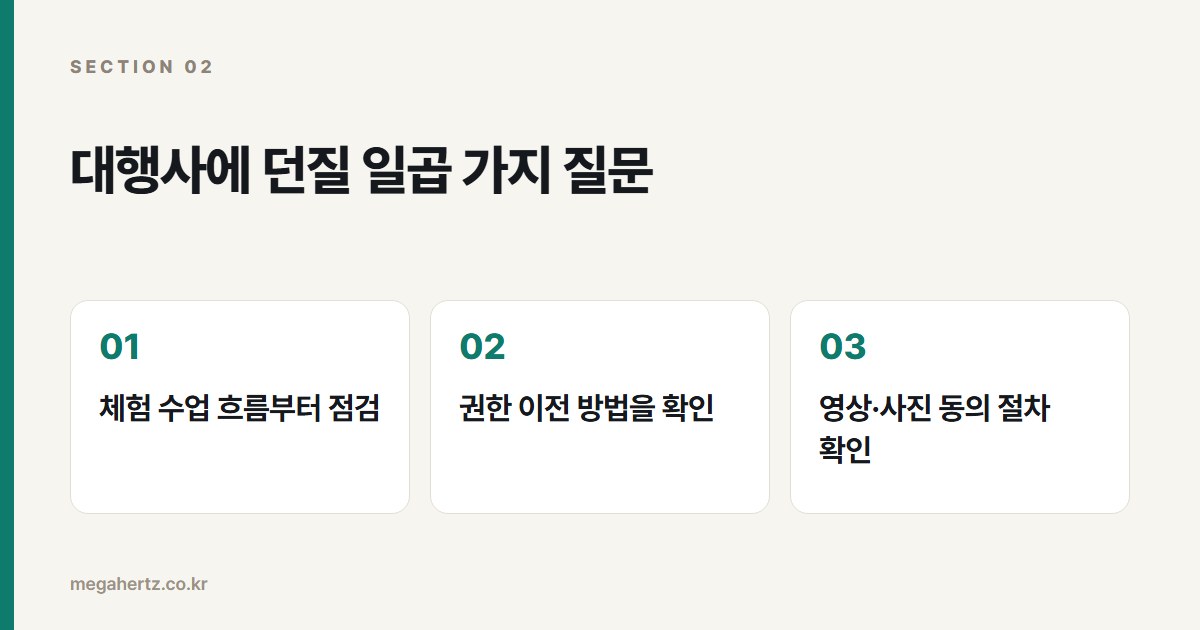 SECTION 02
대행사에 던질 일곱 가지 질문
01
체험 수업 흐름부터 점검
02
권한 이전 방법을 확인
03
영상·사진 동의 절차
확인
megahertz.co.kr